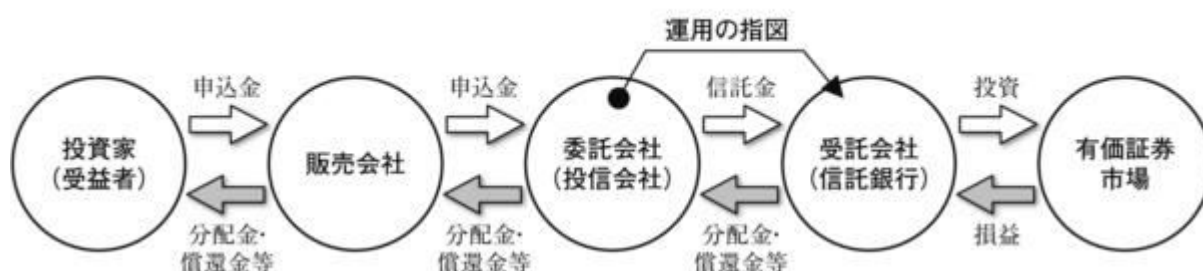 運用の指図
申込金
申込金
信託金
投資
投資家
（受益者）
販売会社
委託会社
（投信会社）
受託会社
（信託銀行）
有価証券
市場
分配金・
償還金等
分配金・
償還金等
分配金・
償還金等
損益